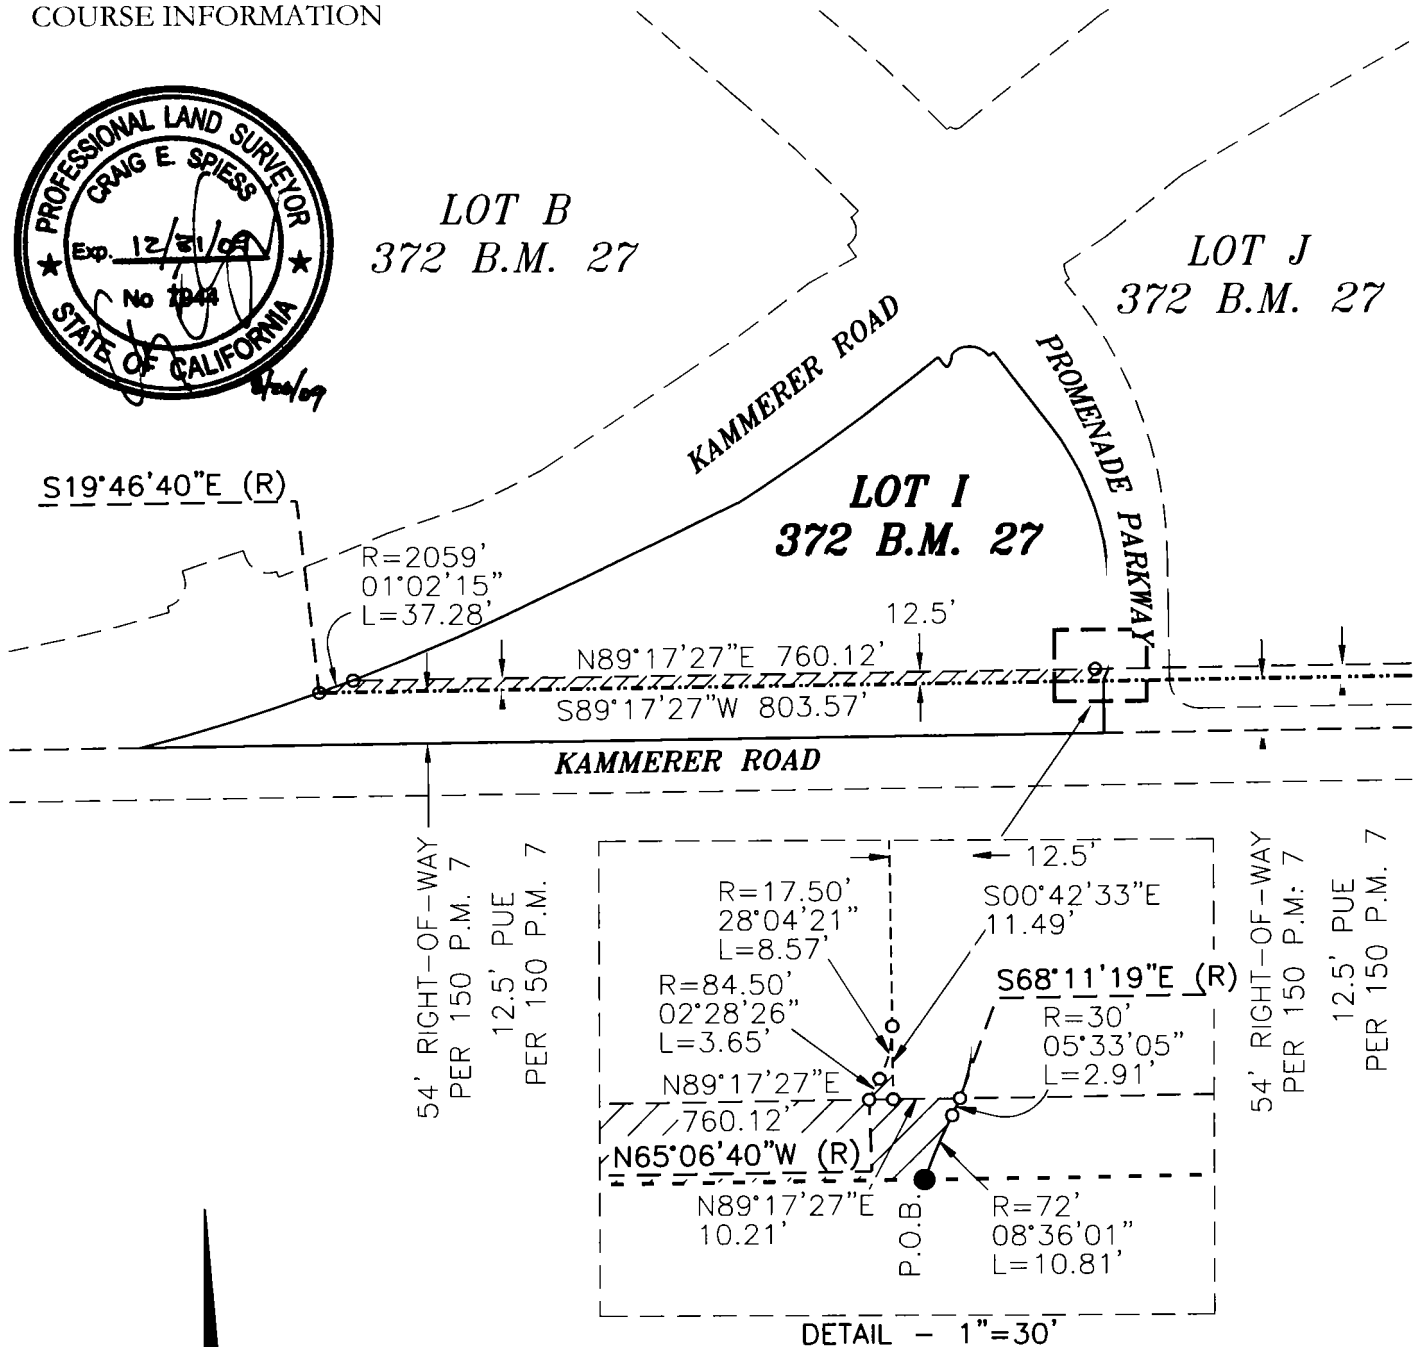 COURSE INFORMATION
PROFESSIONAL LAND SURVEYOR
CRAIG E. SPIESS
Exp. 12/31/09
No 7944
STATE OF CALIFORNIA
LOT B
372 B.M. 27
LOT J
372 B.M. 27
KAMMERER ROAD
PROMENADE PARKWAY
LOT I
372 B.M. 27
S19°46'40"E (R)
R=2059'
01°02'15"
L=37.28'
12.5'
N89°17'27"E 760.12'
S89°17'27"W 803.57'
KAMMERER ROAD
54' RIGHT-OF-WAY
PER 150 P.M. 7
12.5' PUE
PER 150 P.M. 7
12.5'
R=17.50'
28°04'21"
L=8.57'
S00°42'33"E
11.49'
R=84.50'
02°28'26"
L=3.65'
S68°11'19"E (R)
R=30'
05°33'05"
L=2.91'
N89°17'27"E
760.12'
N65°06'40"W (R)
N89°17'27"E
10.21'
P.O.B.
R=72'
08°36'01"
L=10.81'
54' RIGHT-OF-WAY
PER 150 P.M. 7
12.5' PUE
PER 150 P.M. 7
DETAIL - 1"=30'